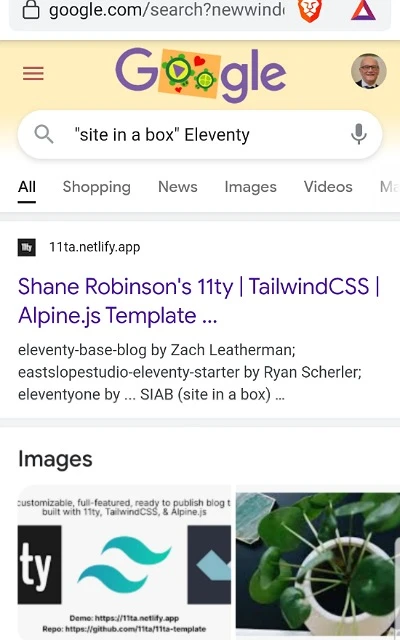 google.com/search?newwind
Google
"site in a box" Eleventy
All Shopping News Images Videos Ma
11ty 11ta.netlify.app
Shane Robinson's 11ty | TailwindCSS |
Alpine.js Template ...
eleventy-base-blog by Zach Leatherman;
eastslopestudio-eleventy-starter by Ryan Scherler;
eleventyone by ... SIAB (site in a box) ...
Images
customizable, full-featured, ready to publish blog t
built with 11ty, TailwindCSS, & Alpine.js
ty
Demo: https://11ta.netlify.app
Repo: https://github.com/11ta/11ta-template